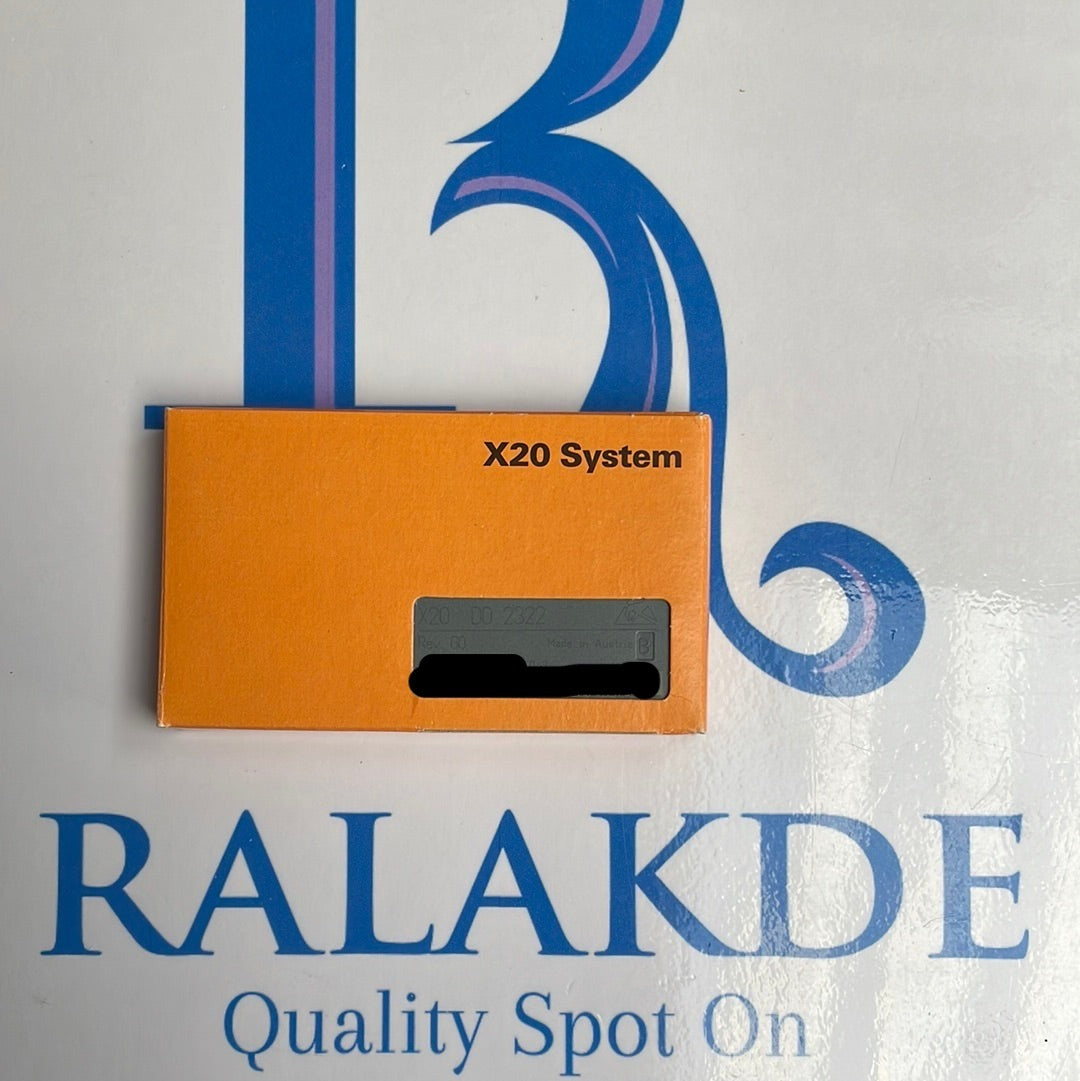 X20 System
X20 DO 2322
Rev. G0
Made in Austria
RALAKDE
Quality Spot On